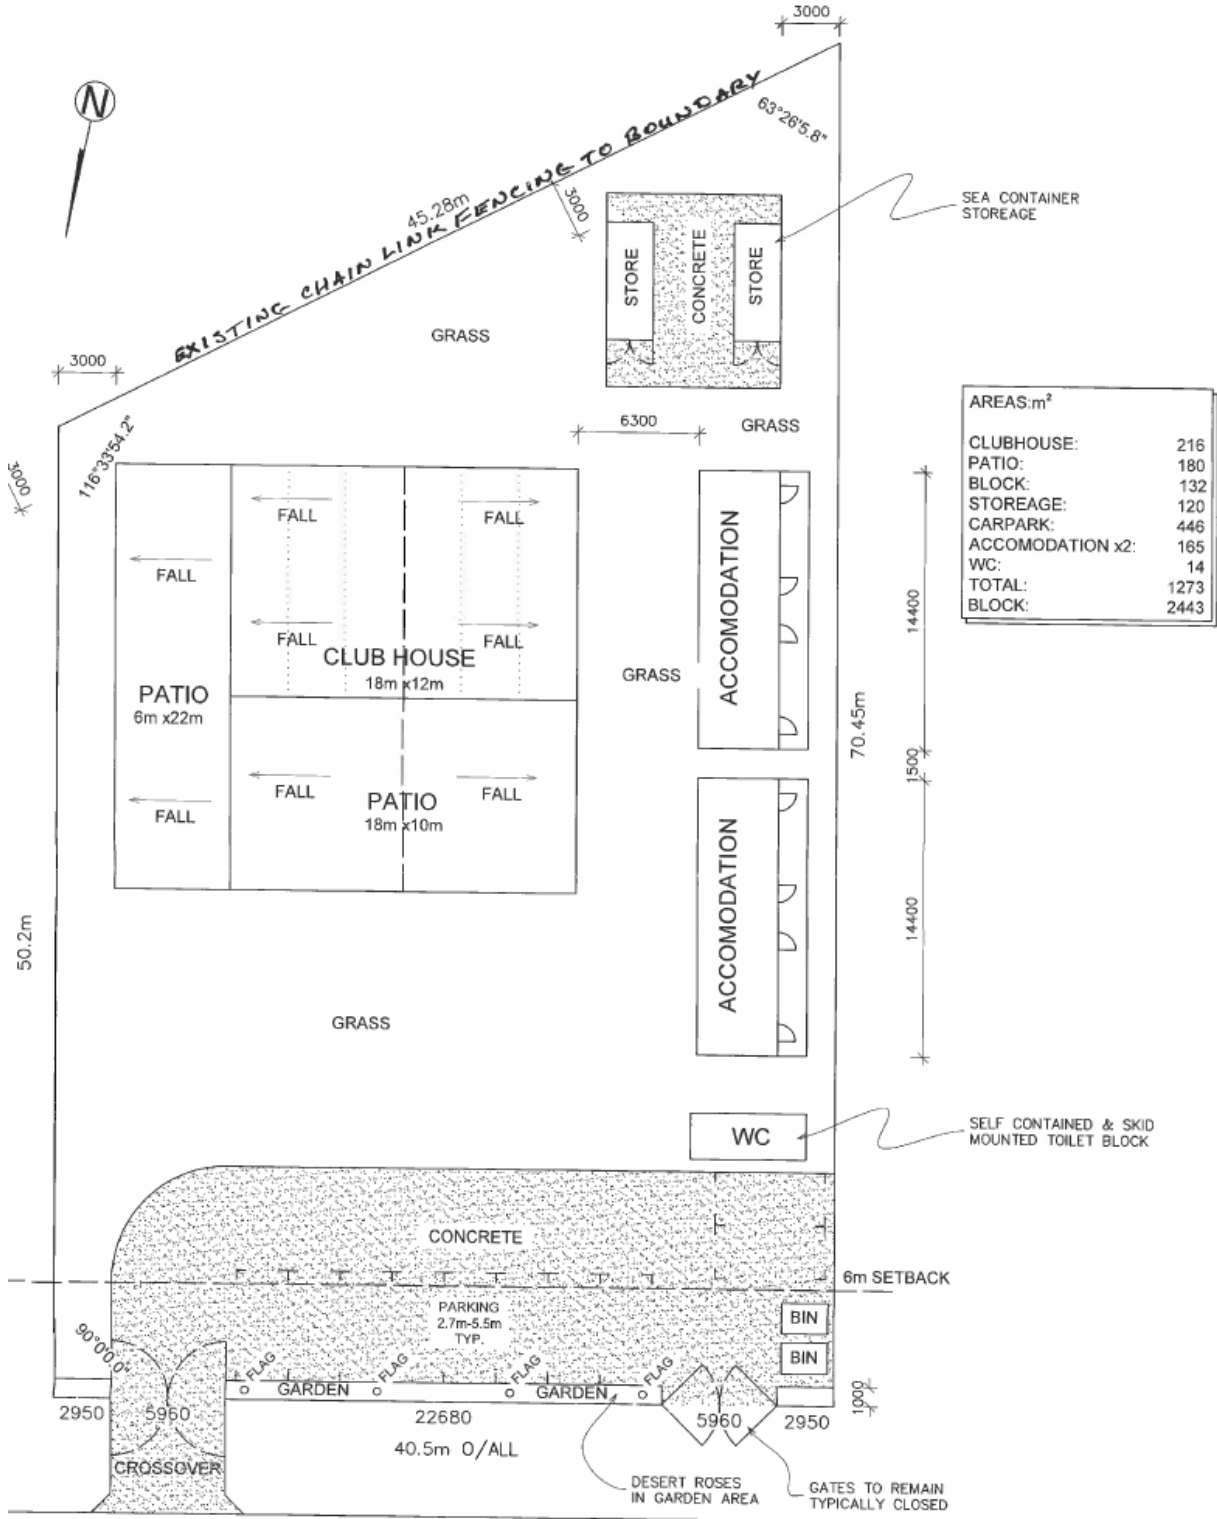 3000
N
EXISTING CHAIN LINK FENCING TO BOUNDARY
45.28m
63°26'5.8"
3000
SEA CONTAINER
STOREAGE
STORE
CONCRETE
STORE
GRASS
3000
6300
GRASS
116°33'54.2"
3000
AREAS:m²
CLUBHOUSE: 216
PATIO: 180
BLOCK: 132
STOREAGE: 120
CARPARK: 446
ACCOMODATION x2: 165
WC: 14
TOTAL: 1273
BLOCK: 2443
FALL
FALL
FALL
FALL
FALL
CLUB HOUSE
18m x12m
PATIO
6m x22m
GRASS
ACCOMODATION
14400
70.45m
1500
FALL
FALL
FALL
PATIO
18m x10m
ACCOMODATION
14400
50.2m
GRASS
WC
SELF CONTAINED & SKID
MOUNTED TOILET BLOCK
CONCRETE
6m SETBACK
PARKING
2.7m-5.5m
TYP.
BIN
BIN
90°0'0.0"
FLAG
FLAG
FLAG
FLAG
GARDEN
GARDEN
1000
2950
5960
22680
5960
2950
40.5m O/ALL
CROSSOVER
DESERT ROSES
IN GARDEN AREA
GATES TO REMAIN
TYPICALLY CLOSED